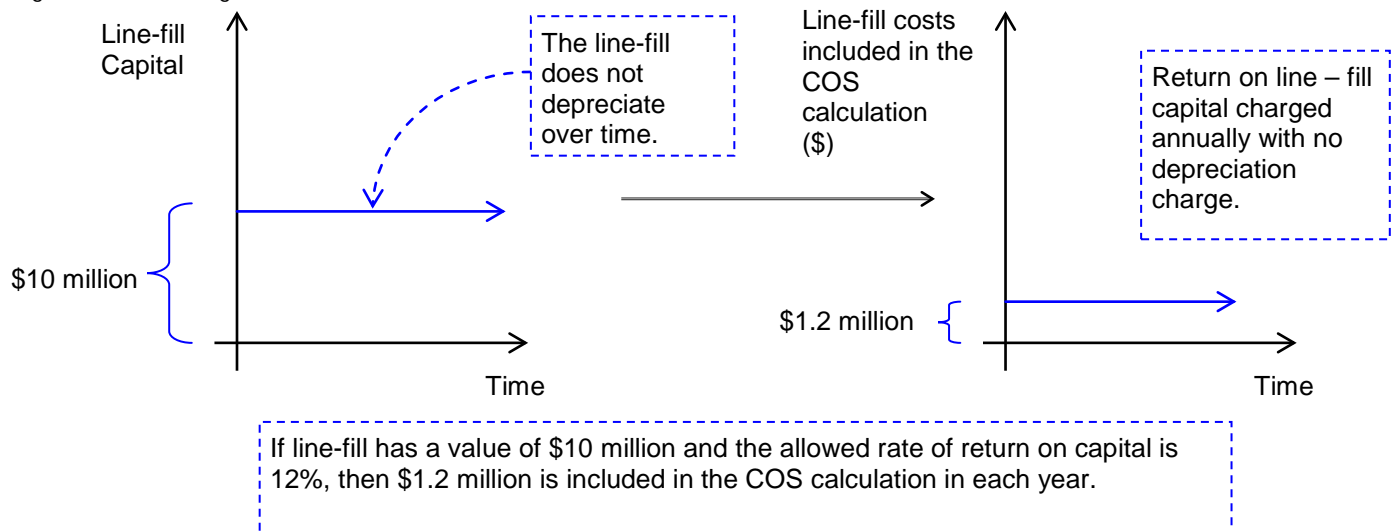 Line-fill
Capital
The line-fill
does not
depreciate
over time.
Line-fill costs
included in the
COS
calculation
($)
Return on line – fill
capital charged
annually with no
depreciation
charge.
$10 million
$1.2 million
Time
Time
If line-fill has a value of $10 million and the allowed rate of return on capital is
12%, then $1.2 million is included in the COS calculation in each year.